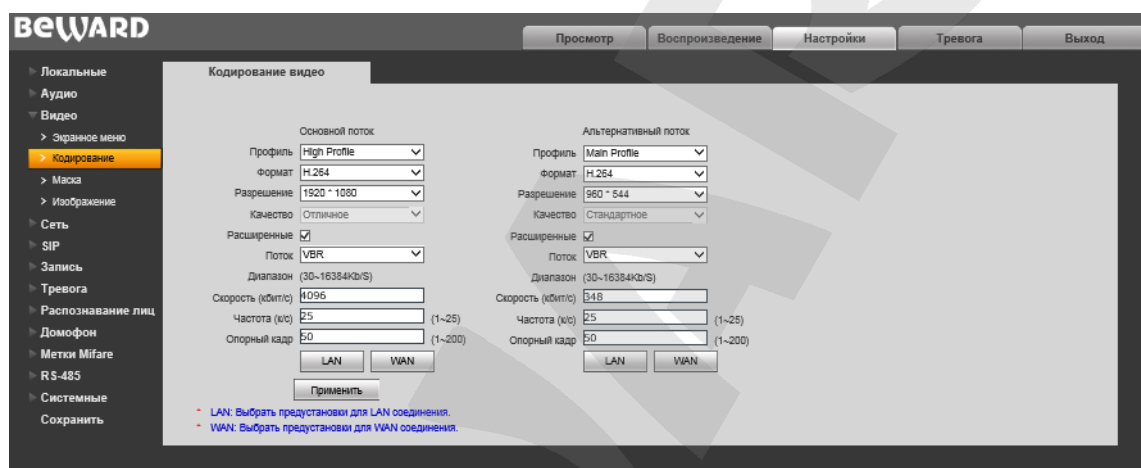 BEWARD
Просмотр Воспроизведение Настройки Тревога Выход
Локальные
Аудио
Видео
> Экранное меню
> Кодирование
> Маска
> Изображение
Сеть
SIP
Запись
Тревога
Распознавание лиц
Домофон
Метки Mifare
RS-485
Системные
Сохранить
Кодирование видео
Основной поток
Профиль High Profile
Формат H.264
Разрешение 1920 * 1080
Качество Отличное
Расширенные
Поток VBR
Диапазон (30~16384Kb/S)
Скорость (кбит/с) 4096
Частота (к/с) 25 (1~25)
Опорный кадр 50 (1~200)
LAN WAN
Альтернативный поток
Профиль Main Profile
Формат H.264
Разрешение 960 * 544
Качество Стандартное
Расширенные
Поток VBR
Диапазон (30~16384Kb/S)
Скорость (кбит/с) 348
Частота (к/с) 25 (1~25)
Опорный кадр 50 (1~200)
LAN WAN
Применить
* LAN: Выбрать предустановки для LAN соединения.
* WAN: Выбрать предустановки для WAN соединения.